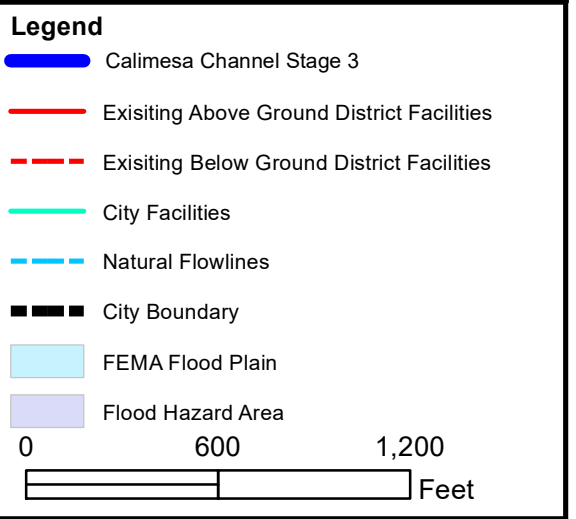 Legend
Calimesa Channel Stage 3
Exisiting Above Ground District Facilities
Exisiting Below Ground District Facilities
City Facilities
Natural Flowlines
City Boundary
FEMA Flood Plain
Flood Hazard Area
0 600 1,200
Feet